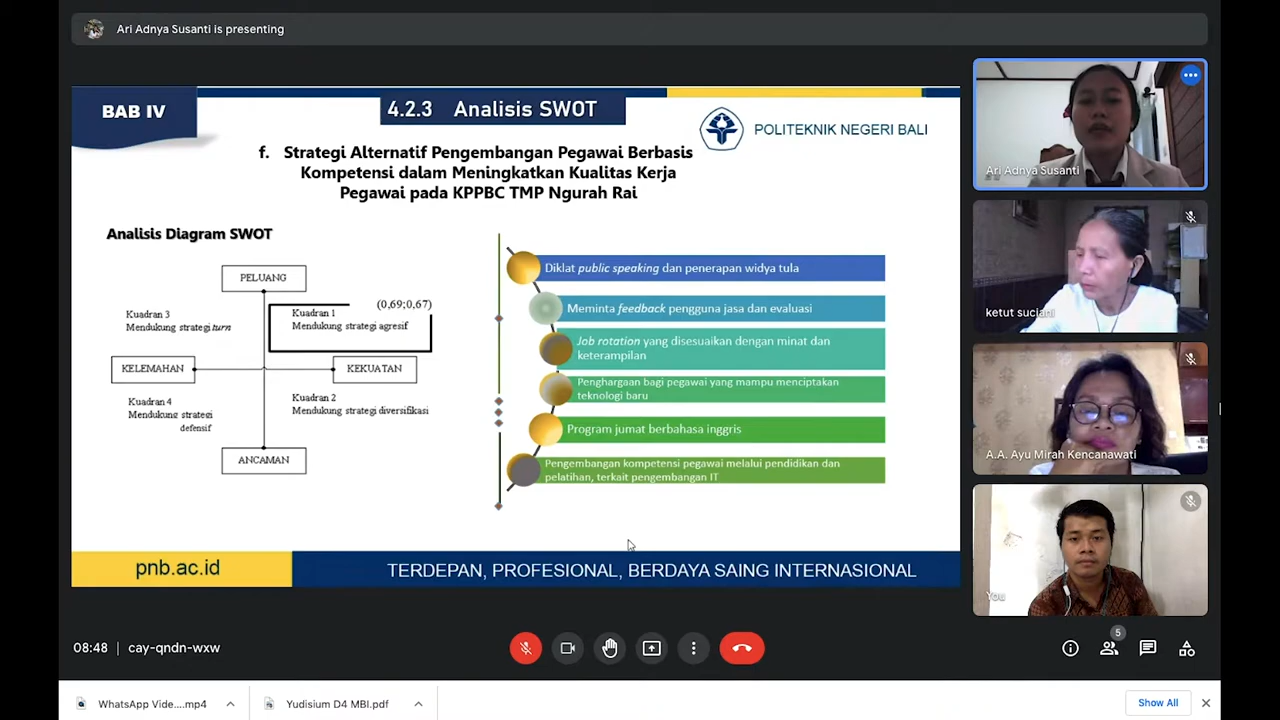 Ari Adnya Susanti is presenting
BAB IV
4.2.3 Analisis SWOT
POLITEKNIK NEGERI BALI
f. Strategi Alternatif Pengembangan Pegawai Berbasis
Kompetensi dalam Meningkatkan Kualitas Kerja
Pegawai pada KPPBC TMP Ngurah Rai
Analisis Diagram SWOT
PELUANG
(0,69;0,67)
Kuadran 3
Mendukung strategi turn
Kuadran 1
Mendukung strategi agresif
KELEMAHAN
KEKUATAN
Kuadran 4
Mendukung strategi
defensif
Kuadran 2
Mendukung strategi diversifikasi
ANCAMAN
Diklat public speaking dan penerapan widya tula
Meminta feedback pengguna jasa dan evaluasi
Job rotation yang disesuaikan dengan minat dan
keterampilan
Penghargaan bagi pegawai yang mampu menciptakan
teknologi baru
Program jumat berbahasa inggris
Pengembangan kompetensi pegawai melalui pendidikan dan
pelatihan, terkait pengembangan IT
pnb.ac.id
TERDEPAN, PROFESIONAL, BERDAYA SAING INTERNASIONAL
Ari Adnya Susanti
ketut suciani
A.A. Ayu Mirah Kencanawati
You
08:48 | cay-qndn-wxw
5
WhatsApp Vide....mp4
Yudisium D4 MBI.pdf
Show All